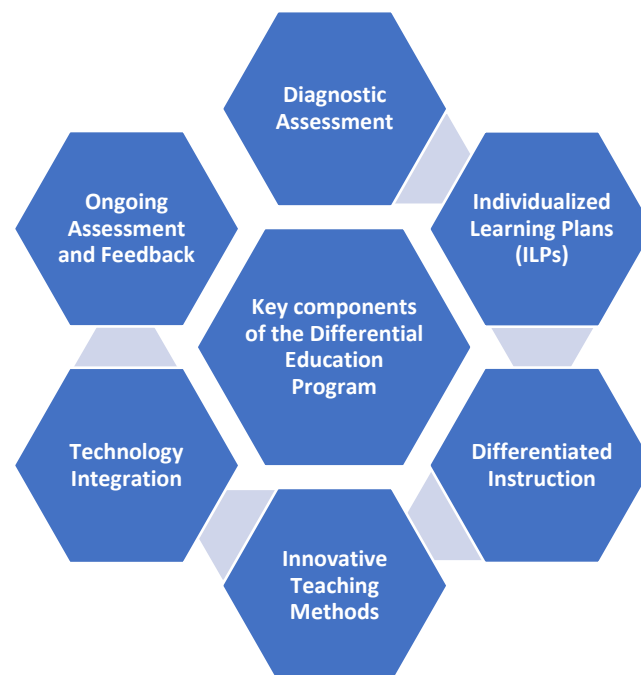 Diagnostic
Assessment
Individualized
Learning Plans
(ILPs)
Differentiated
Instruction
Innovative
Teaching
Methods
Technology
Integration
Ongoing
Assessment
and Feedback
Key components
of the Differential
Education
Program